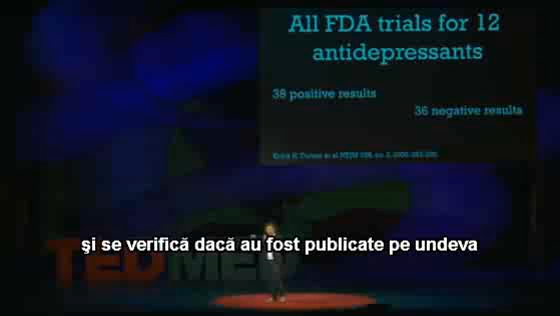 All FDA trials for 12
antidepressants
38 positive results
36 negative results
şi se verifică dacă au fost publicate pe undeva
TEDMED